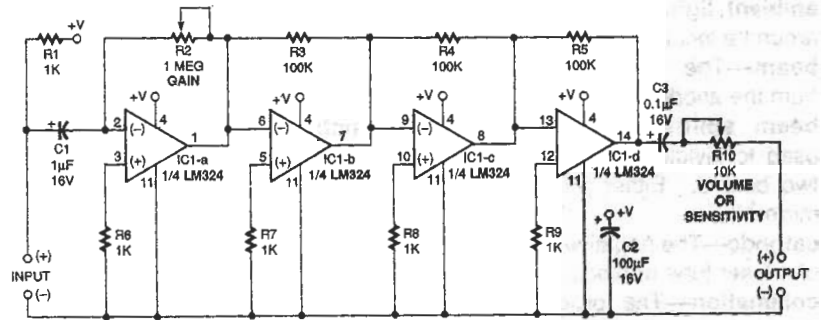 +V
R1
1K
R2
1 MEG
GAIN
R3
100K
R4
100K
R5
100K
C3
0.1µF
16V
+
C1
1µF
16V
+V
4
2
(−)
3
(+)
11
1
IC1-a
1/4 LM324
+V
4
6
(−)
5
(+)
11
7
IC1-b
1/4 LM324
+V
4
9
(−)
10
(+)
11
8
IC1-c
1/4 LM324
+V
4
13
12
11
14
IC1-d
1/4 LM324
+
R10
10K
VOLUME
OR
SENSITIVITY
R6
1K
R7
1K
R8
1K
R9
1K
+V
+
C2
100µF
16V
(+)
INPUT
(−)
(+)
OUTPUT
(−)